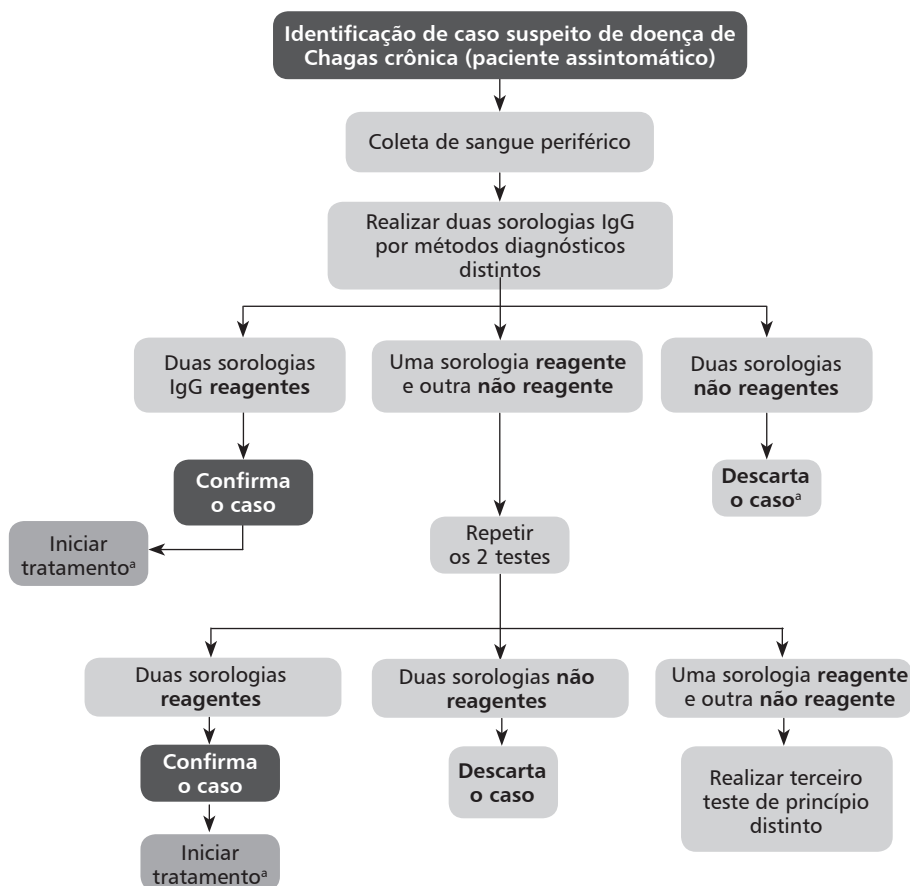 Identificação de caso suspeito de doença de
Chagas crônica (paciente assintomático)
Coleta de sangue periférico
Realizar duas sorologias IgG
por métodos diagnósticos
distintos
Duas sorologias
IgG reagentes
Uma sorologia reagente
e outra não reagente
Duas sorologias
não reagentes
Confirma
o caso
Descarta
o casoª
Iniciar
tratamentoª
Repetir
os 2 testes
Duas sorologias
reagentes
Duas sorologias não
reagentes
Uma sorologia reagente
e outra não reagente
Confirma
o caso
Descarta
o caso
Realizar terceiro
teste de princípio
distinto
Iniciar
tratamentoª